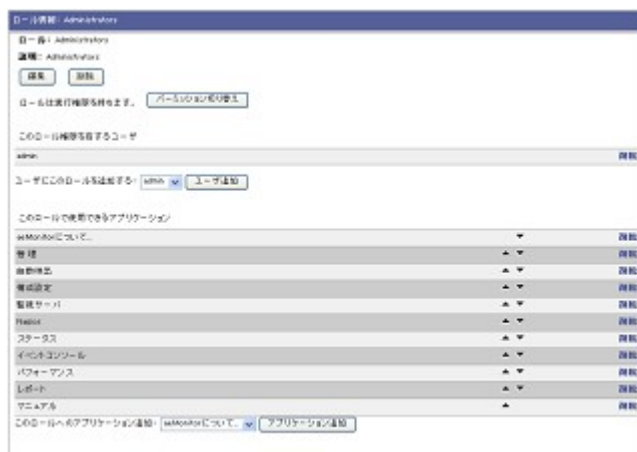 ロール情報: Administrators
ロール: Administrators
説明: Administrators
編集 削除
ロールは実行権限を持ちます。 パーミッション切り替え
このロール権限を有するユーザ
admin 削除
ユーザにこのロールを追加する: admin ユーザ追加
このロールで使用できるアプリケーション
について... 削除
管理 削除
自動検出 削除
構成設定 削除
監視サーバ 削除
削除
ステータス 削除
イベントコンソール 削除
パフォーマンス 削除
レポート 削除
マニュアル 削除
このロールへのアプリケーション追加: について... アプリケーション追加